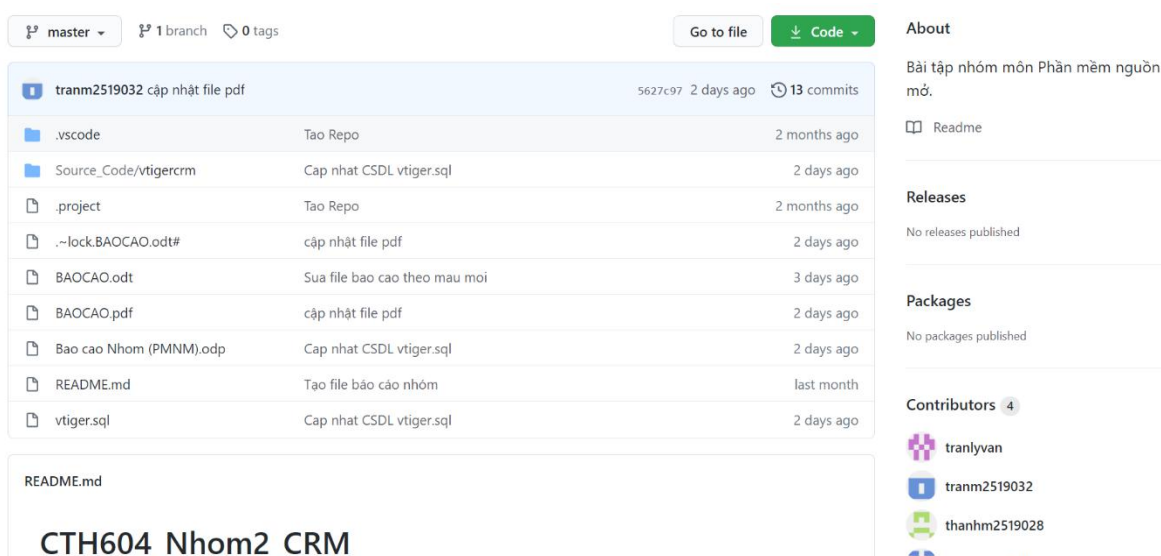 master
1 branch
0 tags
Go to file
Code
tranm2519032 cập nhật file pdf
5627c97 2 days ago
13 commits
.vscode
Tao Repo
2 months ago
Source_Code/vtigercrm
Cap nhat CSDL vtiger.sql
2 days ago
.project
Tao Repo
2 months ago
.~lock.BAOCAO.odt#
cập nhật file pdf
2 days ago
BAOCAO.odt
Sua file bao cao theo mau moi
3 days ago
BAOCAO.pdf
cập nhật file pdf
2 days ago
Bao cao Nhom (PMNM).odp
Cap nhat CSDL vtiger.sql
2 days ago
README.md
Tạo file báo cáo nhóm
last month
vtiger.sql
Cap nhat CSDL vtiger.sql
2 days ago
README.md
CTH604_Nhom2_CRM
About
Bài tập nhóm môn Phần mềm nguồn
mở.
Readme
Releases
No releases published
Packages
No packages published
Contributors 4
tranlyvan
tranm2519032
thanhm2519028